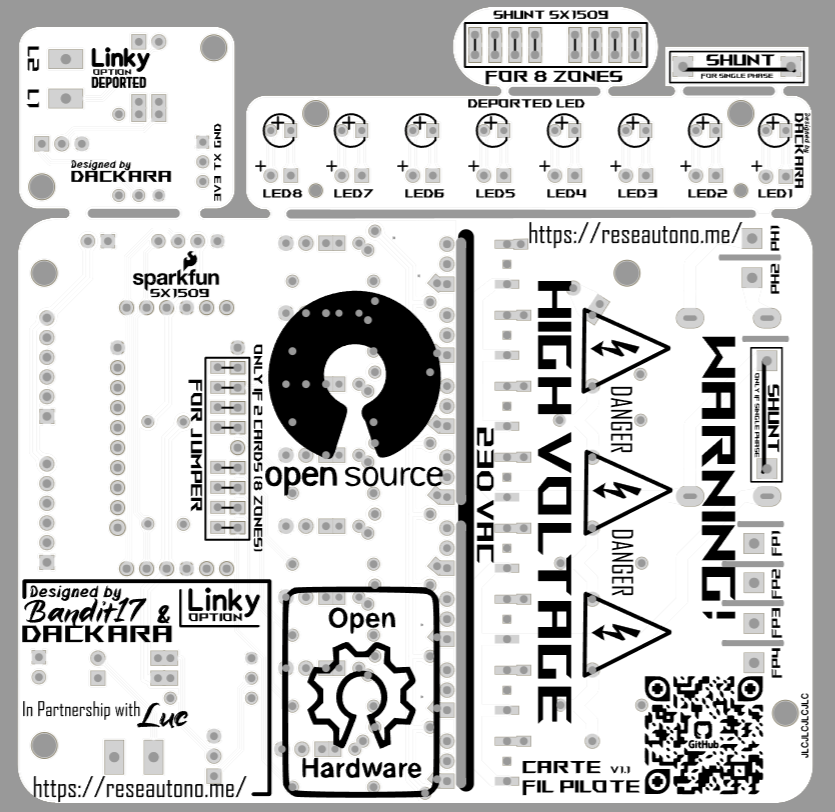 SHUNT SX1509
FOR 8 ZONES
SHUNT
FOR SINGLE PHASE
L2
L1
Linky
OPTION
DEPORTED
Designed by
DACKARA
3V3 TX GND
DEPORTED LED
LED8
LED7
LED6
LED5
LED4
LED3
LED2
LED1
Designed by
DACKARA
https://reseautono.me/
PH1
PH2
sparkfun
SX1509
FOR JUMPER
ONLY IF 2 CARDS (8 ZONES)
open source
230 VAC
HIGH VOLTAGE
DANGER
DANGER
WARNING!
SHUNT
ONLY IF SINGLE PHASE
FP1
FP2
FP3
FP4
Designed by
Bandit17 &
DACKARA
Linky
OPTION
In Partnership with Luc
https://reseautono.me/
Open
Hardware
CARTE V1.1
FIL PILOTE
GitHub
JLCJLCJLCJLC